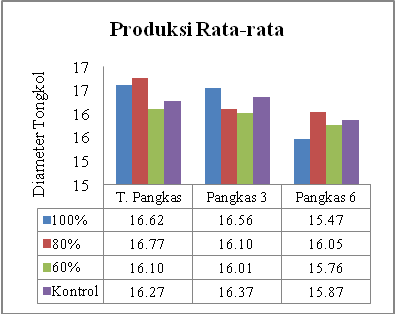 Produksi Rata-rata
Diameter Tongkol
17
17
16
16
15
15
T. Pangkas Pangkas 3 Pangkas 6
100% 16.62 16.56 15.47
80% 16.77 16.10 16.05
60% 16.10 16.01 15.76
Kontrol 16.27 16.37 15.87